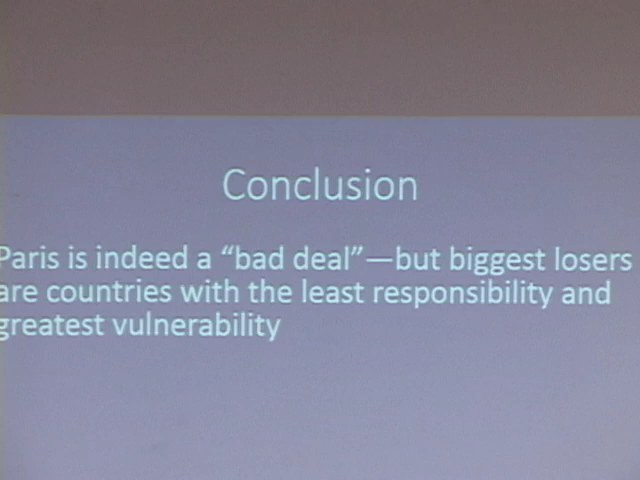 Conclusion
Paris is indeed a “bad deal”—but biggest losers
are countries with the least responsibility and
greatest vulnerability